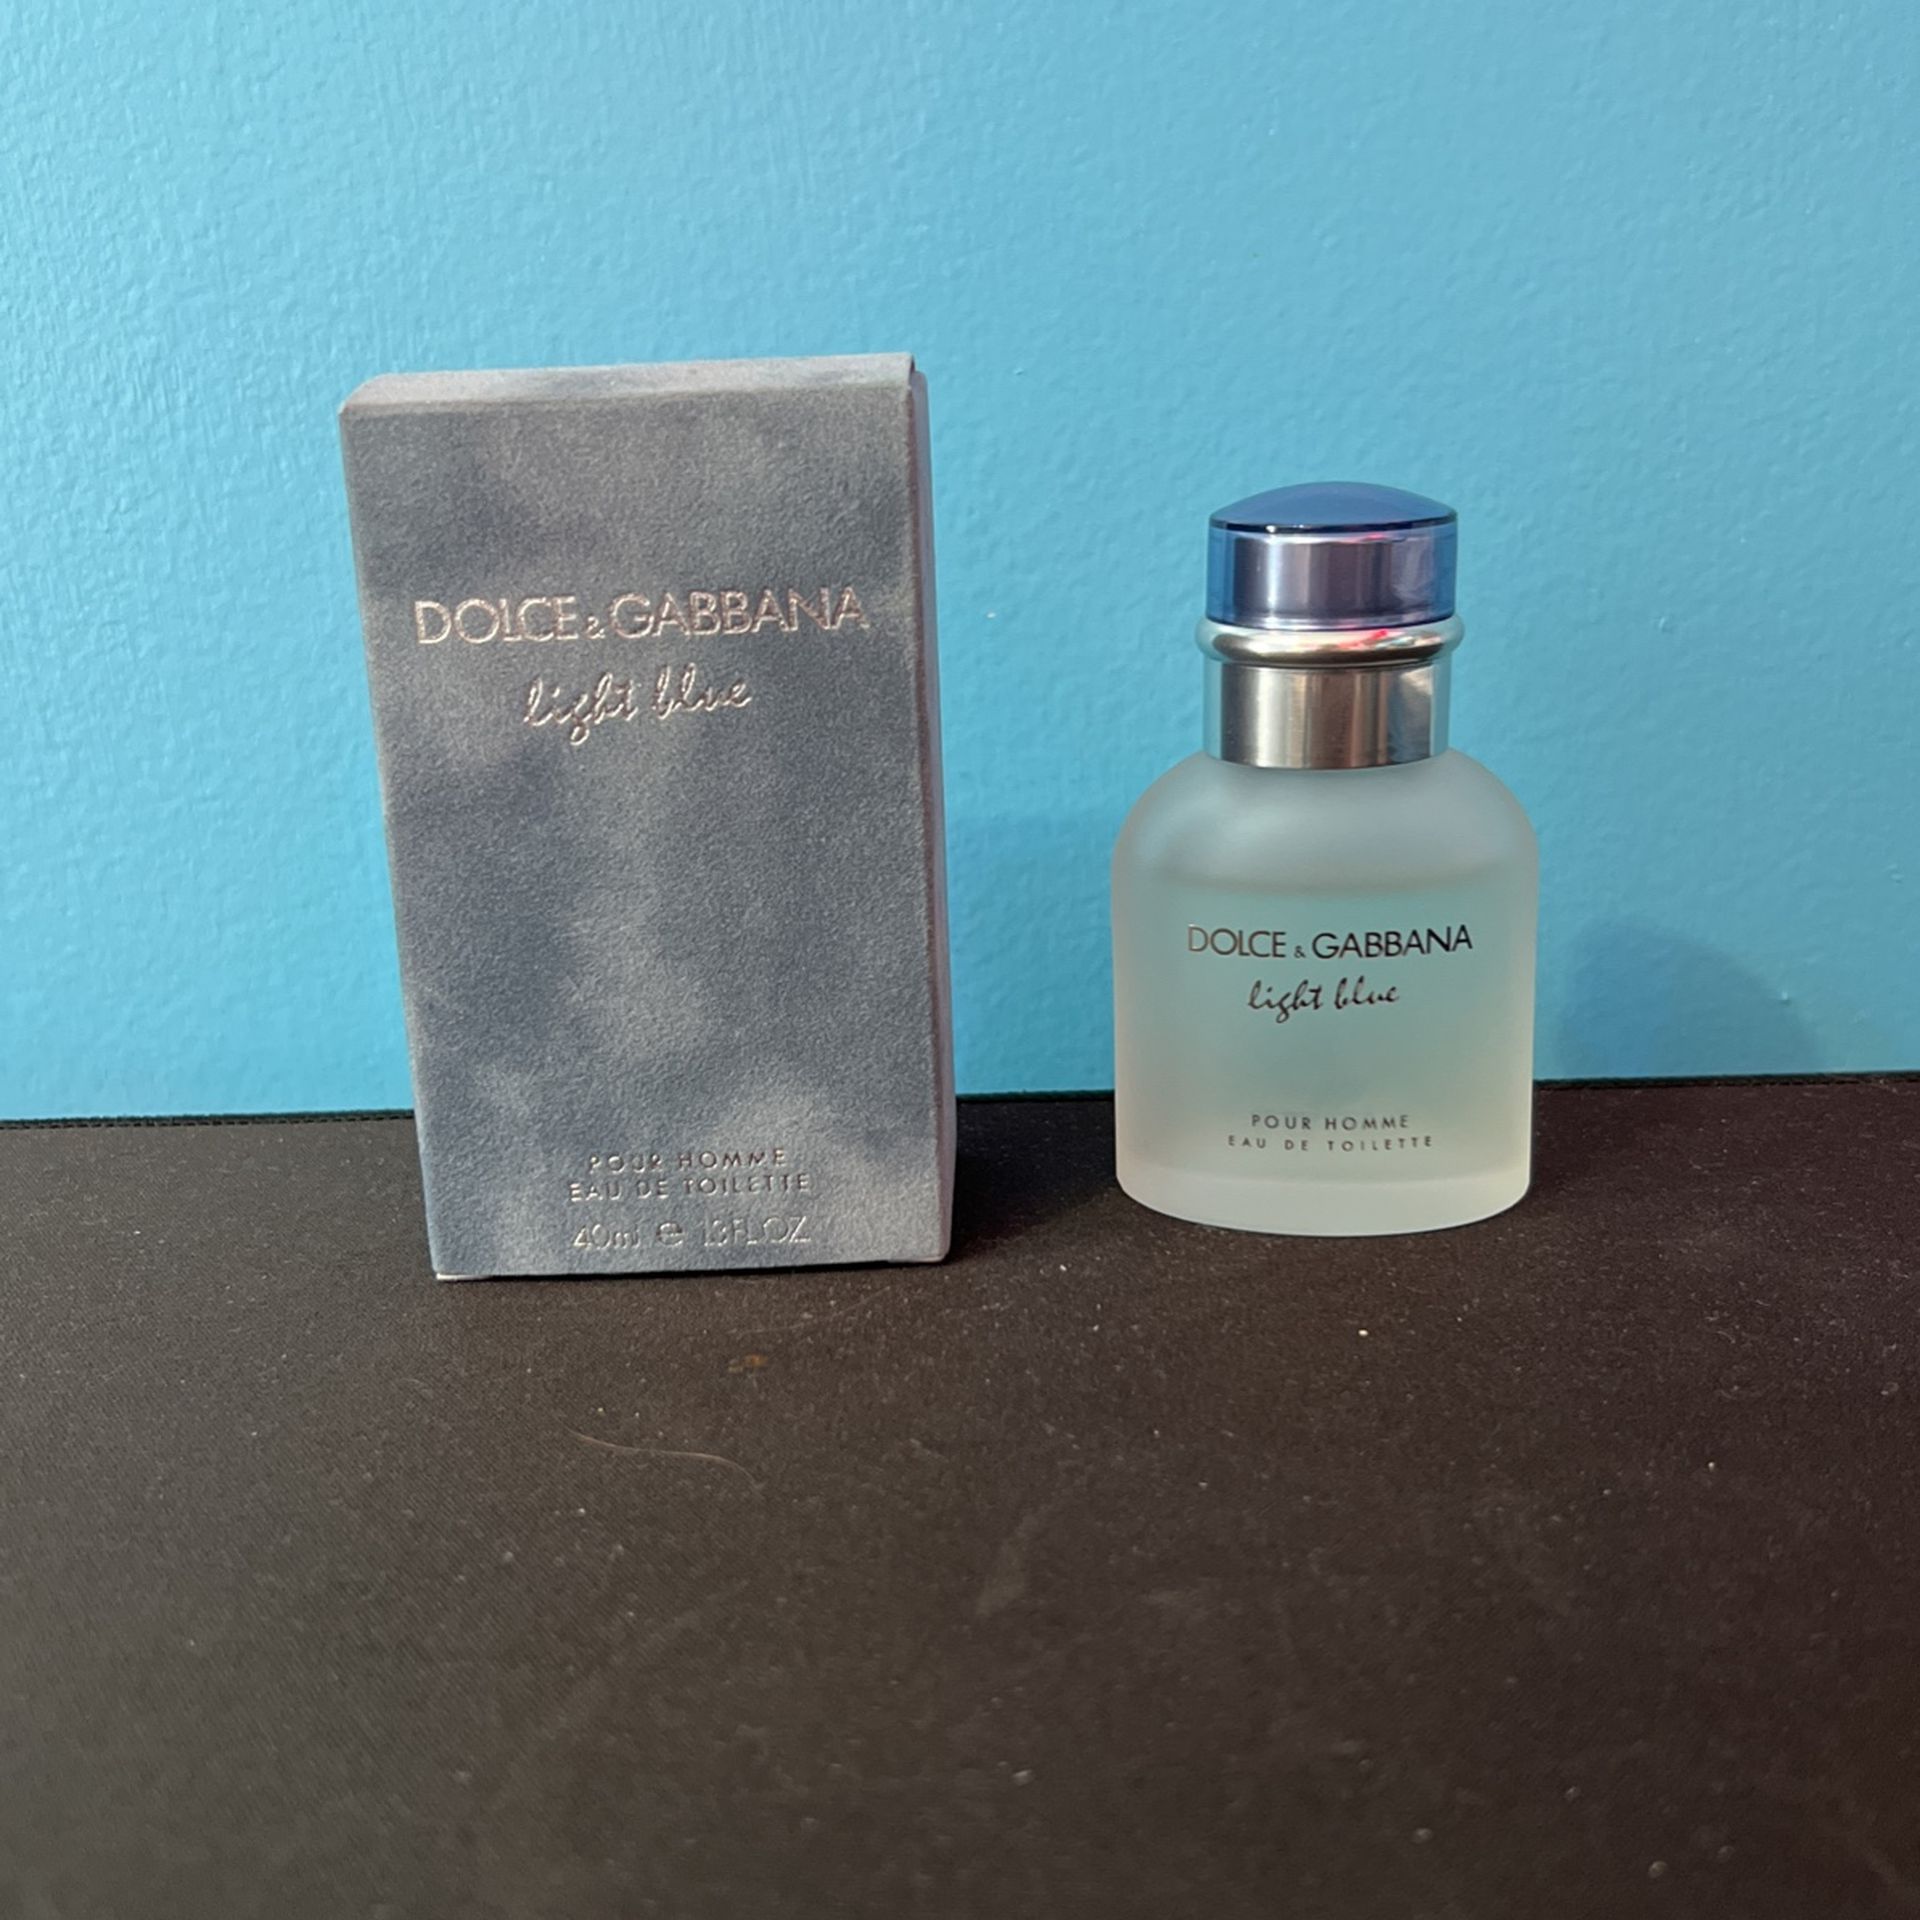 DOLCE & GABBANA
light blue
POUR HOMME
EAU DE TOILETTE
40ml e 1.3FL.OZ
DOLCE & GABBANA
light blue
POUR HOMME
EAU DE TOILETTE